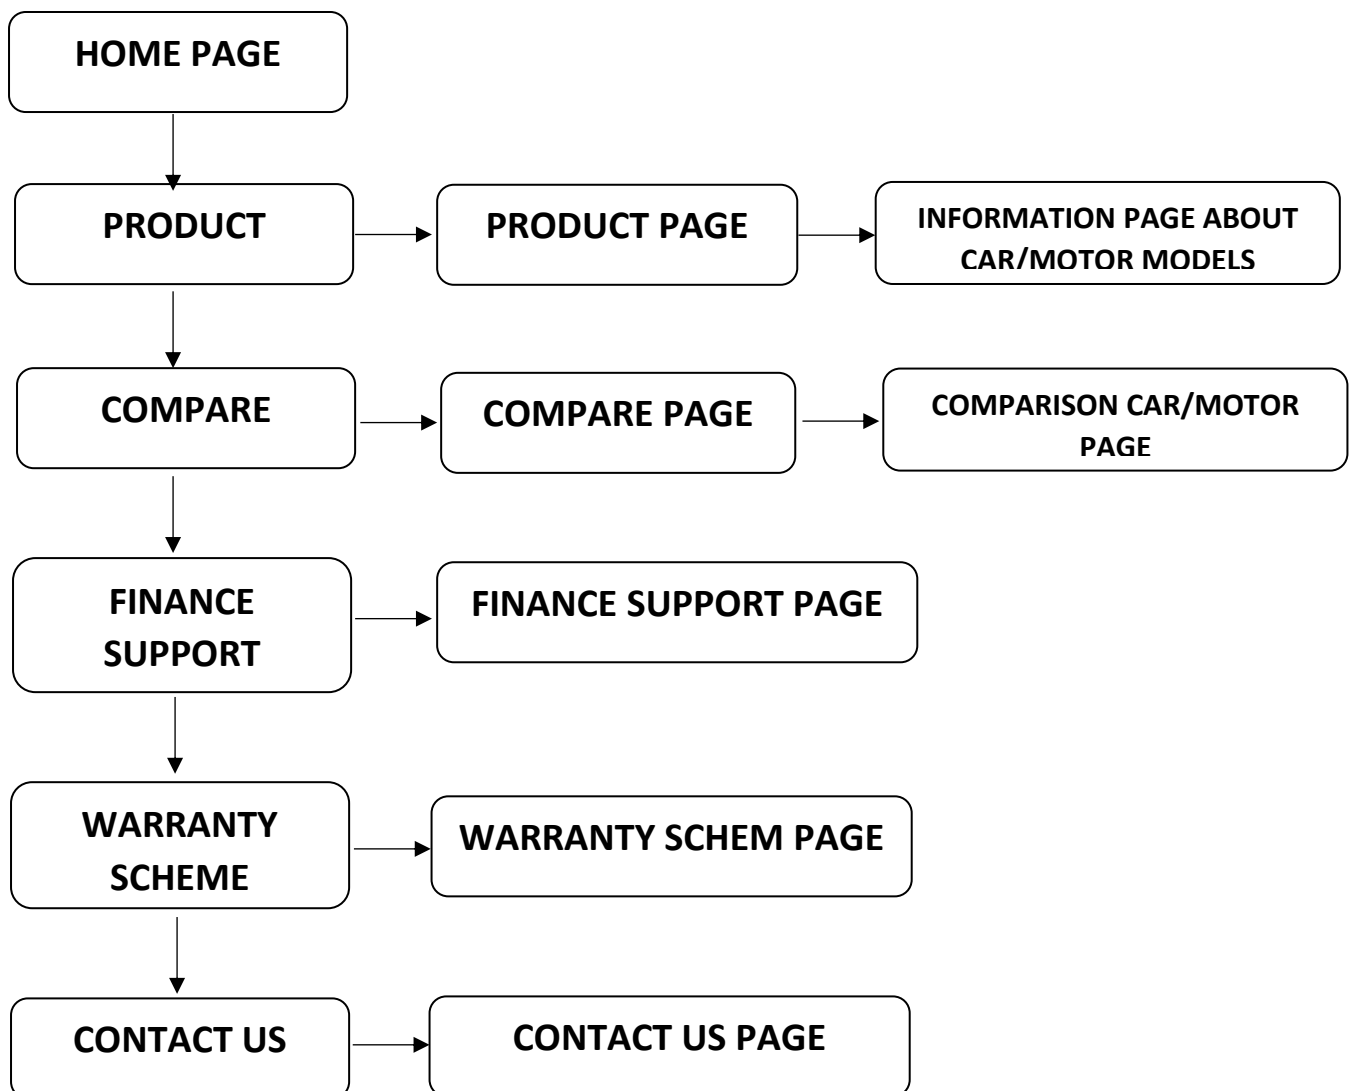 HOME PAGE
PRODUCT
PRODUCT PAGE
INFORMATION PAGE ABOUT
CAR/MOTOR MODELS
COMPARE
COMPARE PAGE
COMPARISON CAR/MOTOR
PAGE
FINANCE
SUPPORT
FINANCE SUPPORT PAGE
WARRANTY
SCHEME
WARRANTY SCHEM PAGE
CONTACT US
CONTACT US PAGE